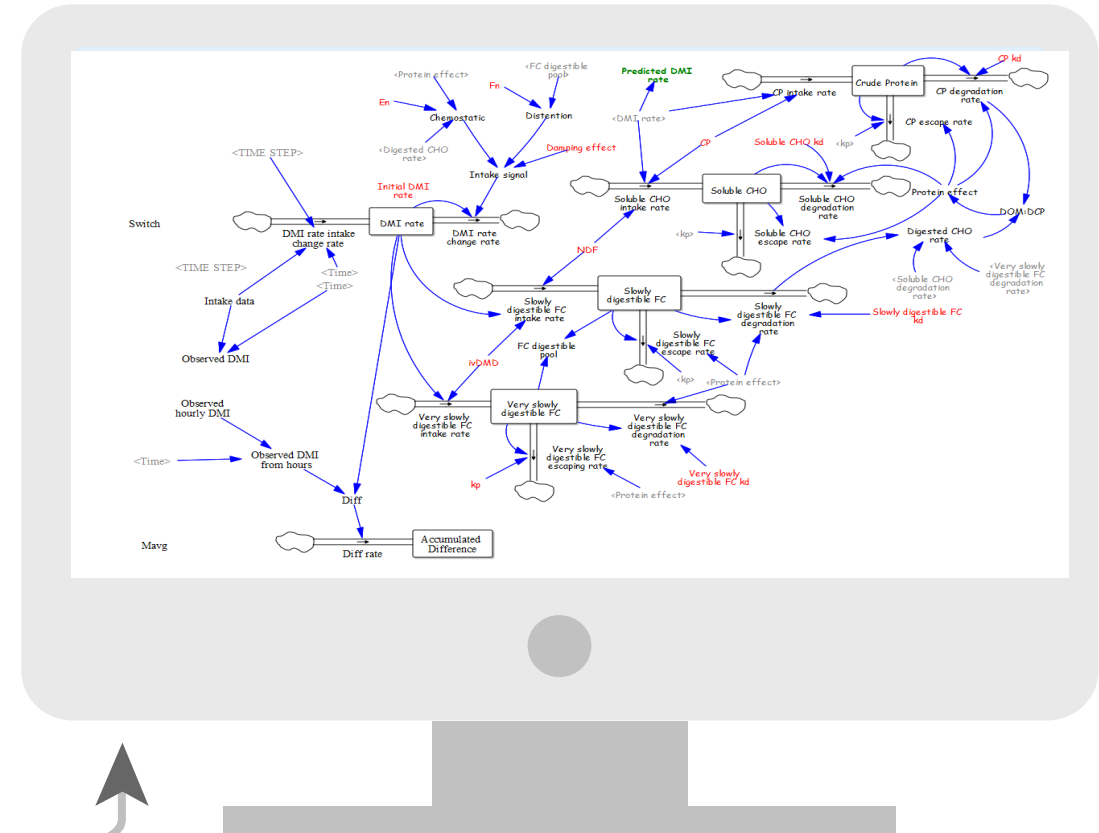 <Protein effect>
<FC digestible
pool>
Predicted DMI
rate
CP kd
En
Fn
CP intake rate
Crude Protein
CP degradation
rate
Chemostatic
Distention
<DMI rate>
CP escape rate
<TIME STEP>
<Digested CHO
rate>
Damping effect
CP
Soluble CHO kd
<kp>
Intake signal
Initial DMI
rate
Soluble CHO
intake rate
Soluble CHO
Soluble CHO
degradation
rate
Protein effect
DOM:DCP
Switch
DMI rate intake
change rate
DMI rate
DMI rate
change rate
<kp>
Soluble CHO
escape rate
Digested CHO
rate
NDF
<TIME STEP>
<Time>
<Time>
<Soluble CHO
degradation
rate>
<Very slowly
digestible FC
degradation
rate>
Intake data
Slowly
digestible FC
intake rate
Slowly
digestible FC
Slowly
digestible FC
degradation
rate
Slowly digestible FC
kd
Observed DMI
FC digestible
pool
Slowly
digestible FC
escape rate
ivDMD
<kp>
<Protein effect>
Observed
hourly DMI
Very slowly
digestible FC
intake rate
Very slowly
digestible FC
Very slowly
digestible FC
degradation
rate
<Time>
Observed DMI
from hours
Very slowly
digestible FC
escaping rate
kp
Very slowly
digestible FC kd
<Protein effect>
Diff
Mavg
Diff rate
Accumulated
Difference